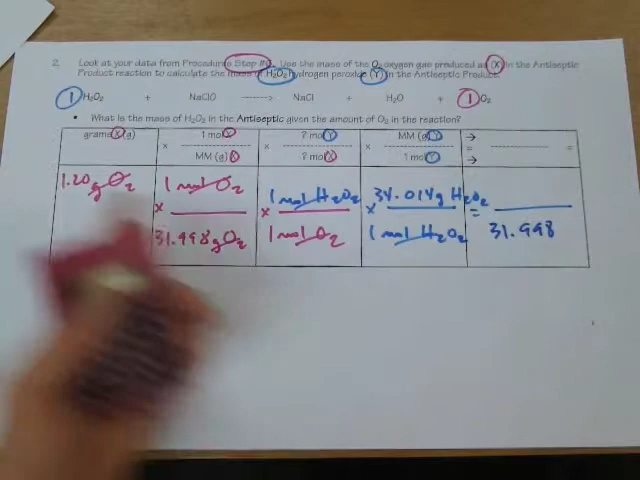 2. Look at your data from Procedure Step #6. Use the mass of the O₂ oxygen gas produced as (X) in the Antiseptic
Product reaction to calculate the mass of H₂O₂ hydrogen peroxide (Y) in the Antiseptic Product.
1 H₂O₂ + NaClO → NaCl + H₂O + 1 O₂
• What is the mass of H₂O₂ in the Antiseptic given the amount of O₂ in the reaction?
grams X (g) x 1 mol X x ? mol Y x MM (g) Y → =
MM (g) X ? mol X 1 mol Y = →
1.20 g O₂ 1 mol O₂ 1 mol H₂O₂ 34.014 g H₂O₂
x x x =
31.998 g O₂ 1 mol O₂ 1 mol H₂O₂ 31.998